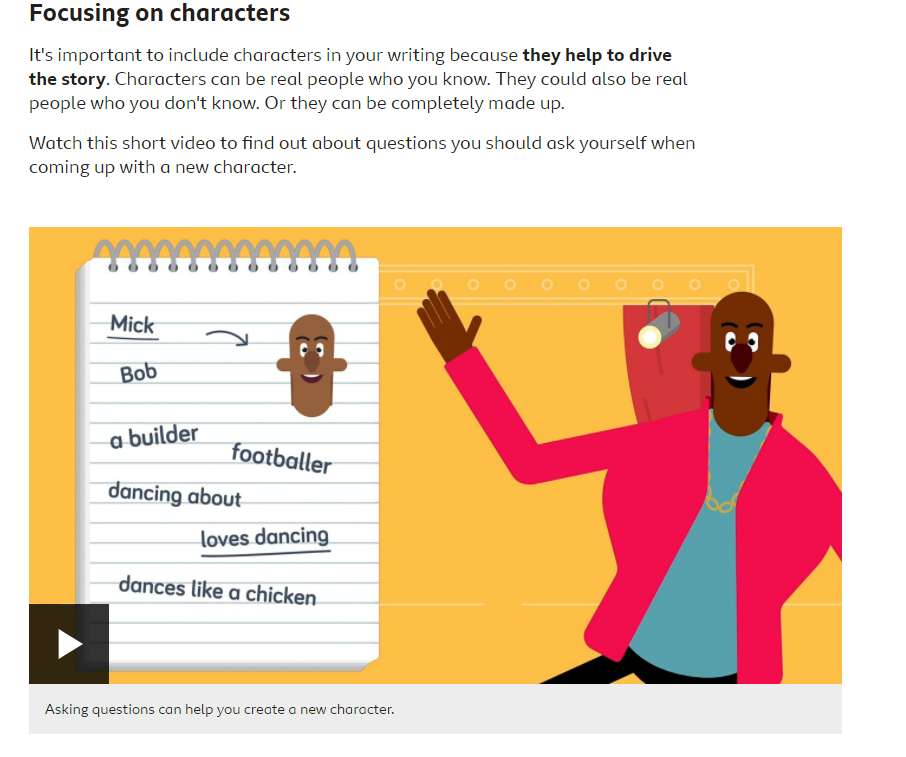 Focusing on characters
It's important to include characters in your writing because they help to drive
the story. Characters can be real people who you know. They could also be real
people who you don't know. Or they can be completely made up.
Watch this short video to find out about questions you should ask yourself when
coming up with a new character.
Mick
Bob
a builder
footballer
dancing about
loves dancing
dances like a chicken
Asking questions can help you create a new character.